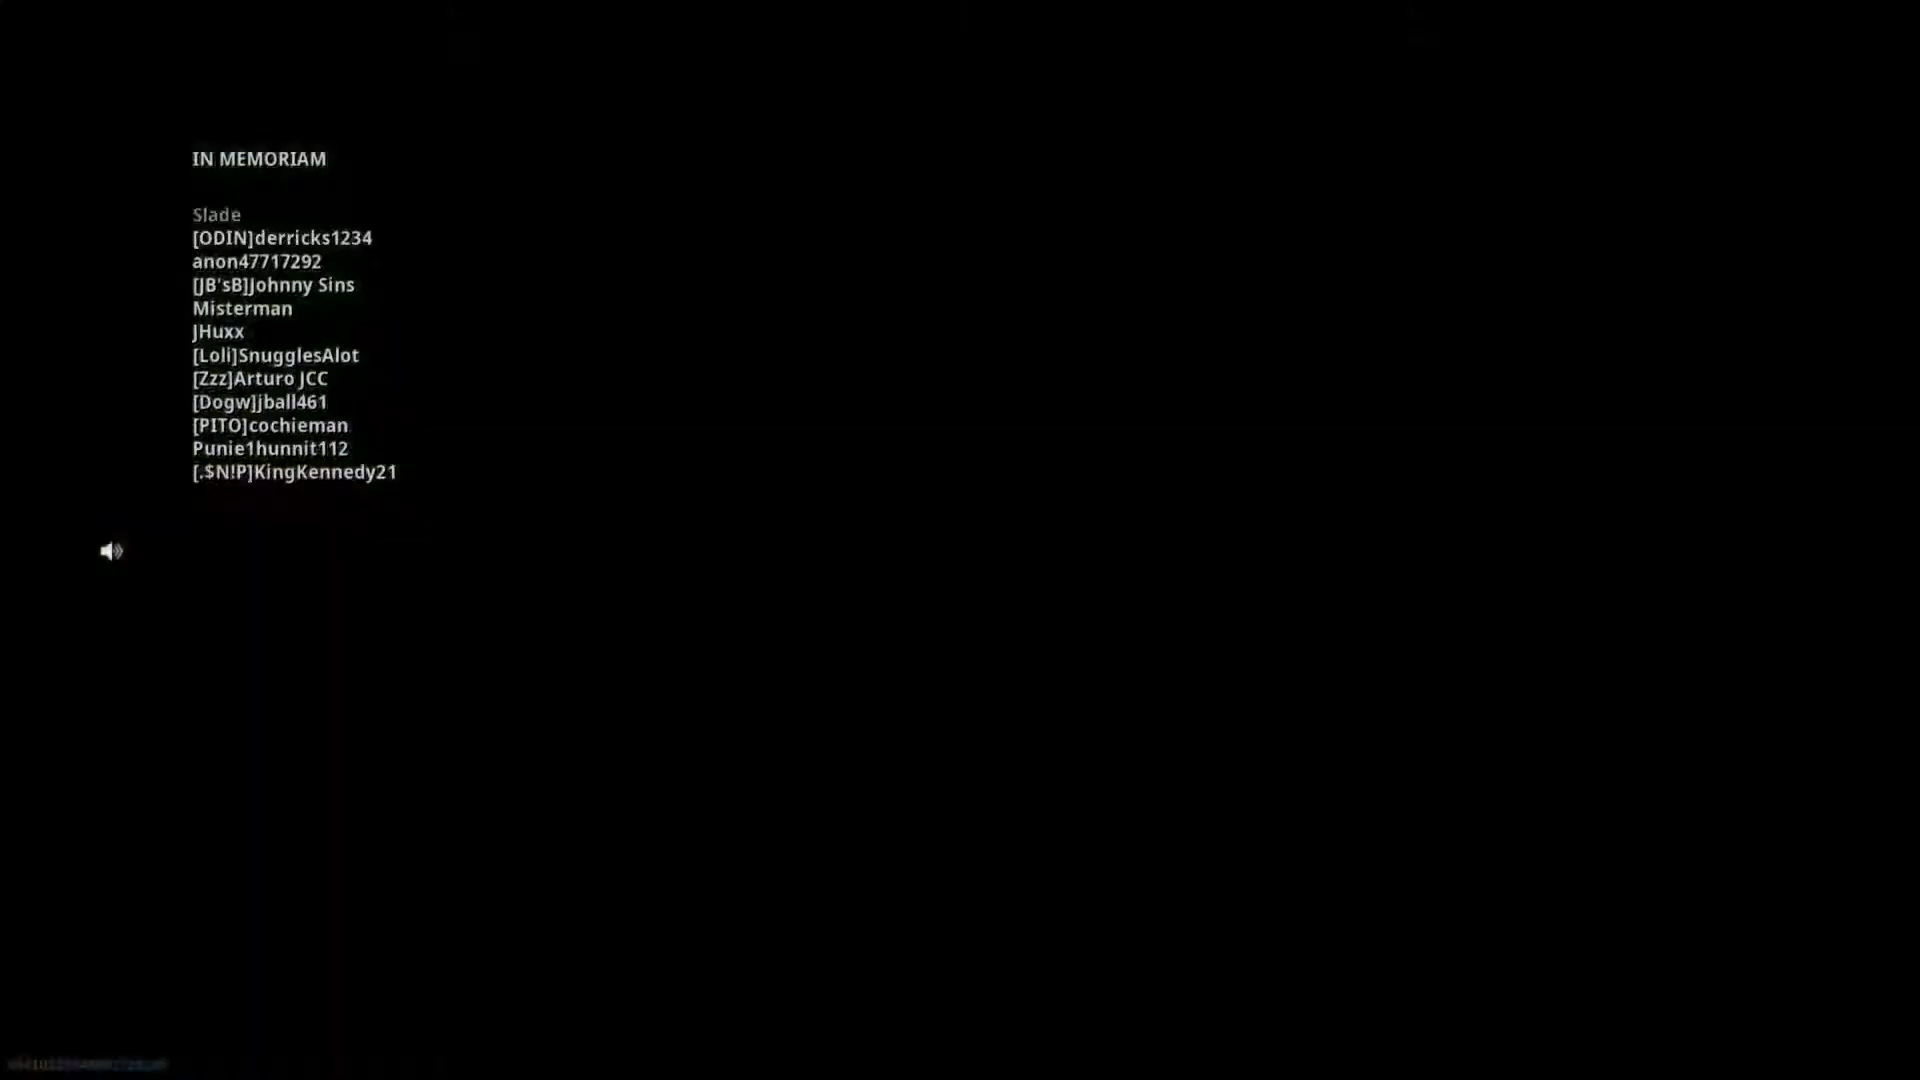 IN MEMORIAM
Slade
[ODIN]derricks1234
anon47717292
[JB'sB]Johnny Sins
Misterman
JHuxx
[Loli]SnugglesAlot
[Zzz]Arturo JCC
[Dogw]jball461
[PITO]cochieman
Punie1hunnit112
[.$N!P]KingKennedy21